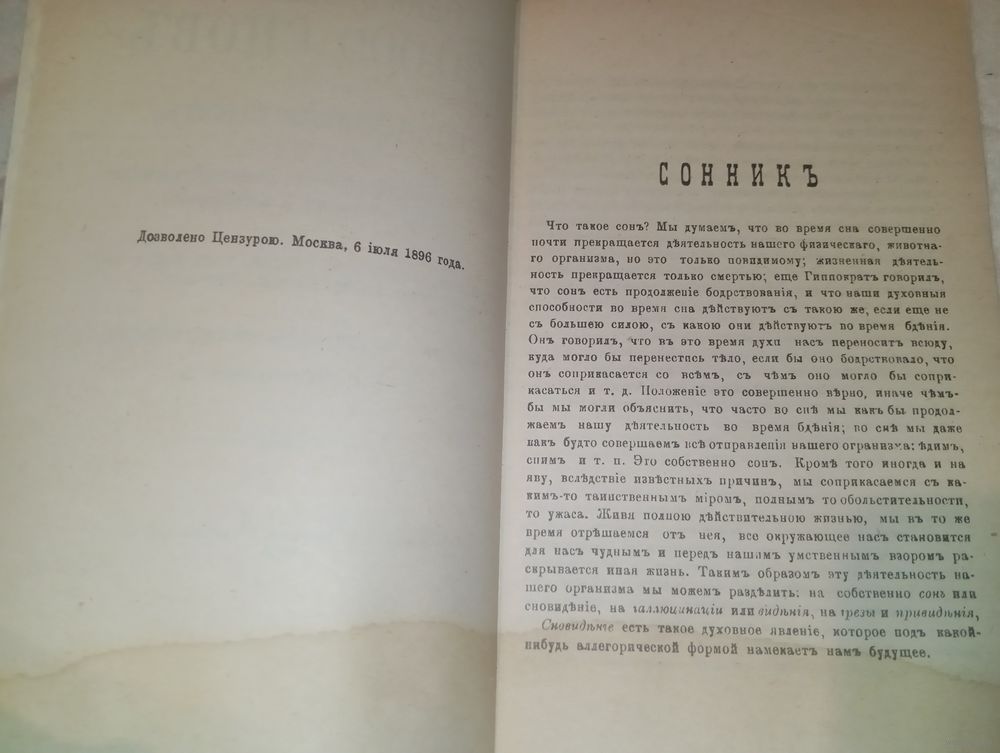 Дозволено Цензурою. Москва, 6 іюля 1896 года.
СОННИКЪ
Что такое сонъ? Мы думаемъ, что во время сна совершенно
почти прекращается дѣятельность нашего физическаго, животна-
го организма, но это только повидимому; жизненная дѣятель-
ность прекращается только смертью; еще Гиппократъ говорилъ,
что сонъ есть продолженіе бодрствованія, и что наши духовныя
способности во время сна дѣйствуютъ съ такою же, если еще не
съ большею силою, съ какою они дѣйствуютъ во время бдѣнія.
Онъ говорилъ, что въ это время духъ насъ переноситъ всюду,
куда могло бы перенестись тѣло, если бы оно бодрствовало, что
онъ соприкасается со всѣмъ, съ чѣмъ оно могло бы сопри-
касаться и т. д. Положеніе это совершенно вѣрно, иначе чѣмъ-
бы мы могли объяснить, что часто во снѣ мы какъ бы продол-
жаемъ нашу дѣятельность во время бдѣнія; во снѣ мы даже
какъ будто совершаемъ всѣ отправленія нашего огранизма: ѣдимъ,
спимъ и т. п. Это собственно сонъ. Кромѣ того иногда и на
яву, вслѣдствіе извѣстныхъ причинъ, мы соприкасаемся съ ка-
кимъ-то таинственнымъ міромъ, полнымъ то обольстительности,
то ужаса. Живя полною дѣйствительною жизнью, мы въ то же
время отрѣшаемся отъ нея, все окружающее насъ становится
для насъ чуднымъ и передъ нашимъ умственнымъ взоромъ ра-
скрывается иная жизнь. Такимъ образомъ эту дѣятельность на-
шего организма мы можемъ раздѣлить: на собственно сонъ или
сновидѣніе, на галлюцинаціи или видѣнія, на грезы и привидѣнія,
Сновидѣніе есть такое духовное явленіе, которое подъ какой-
нибудь аллегорической формой намекаетъ намъ будущее.